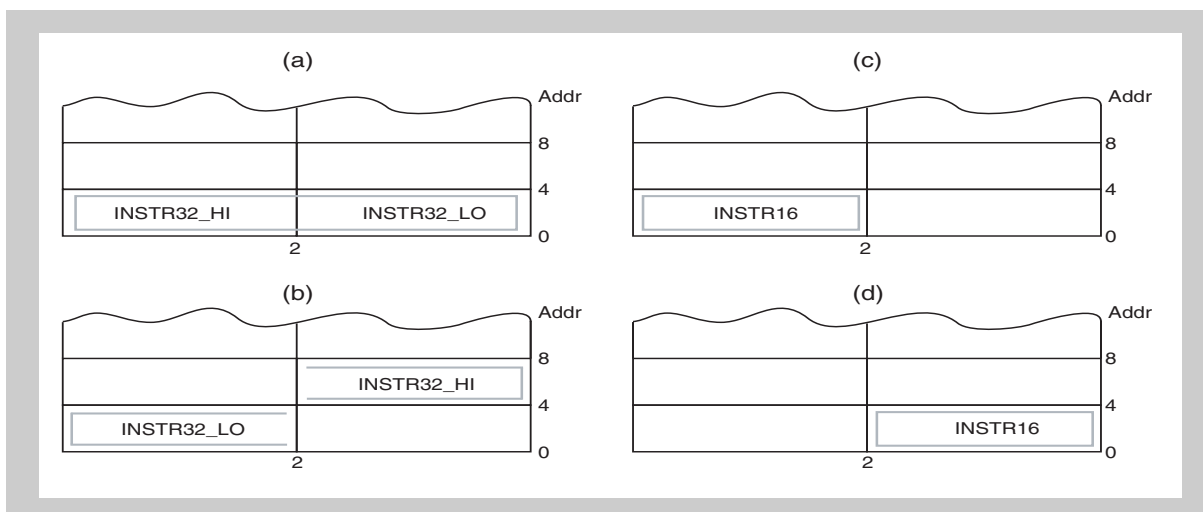 (a)
Addr
8
4
INSTR32_HI INSTR32_LO
0
2
(c)
Addr
8
4
INSTR16
0
2
(b)
Addr
8
INSTR32_HI
4
INSTR32_LO
0
2
(d)
Addr
8
4
INSTR16
0
2